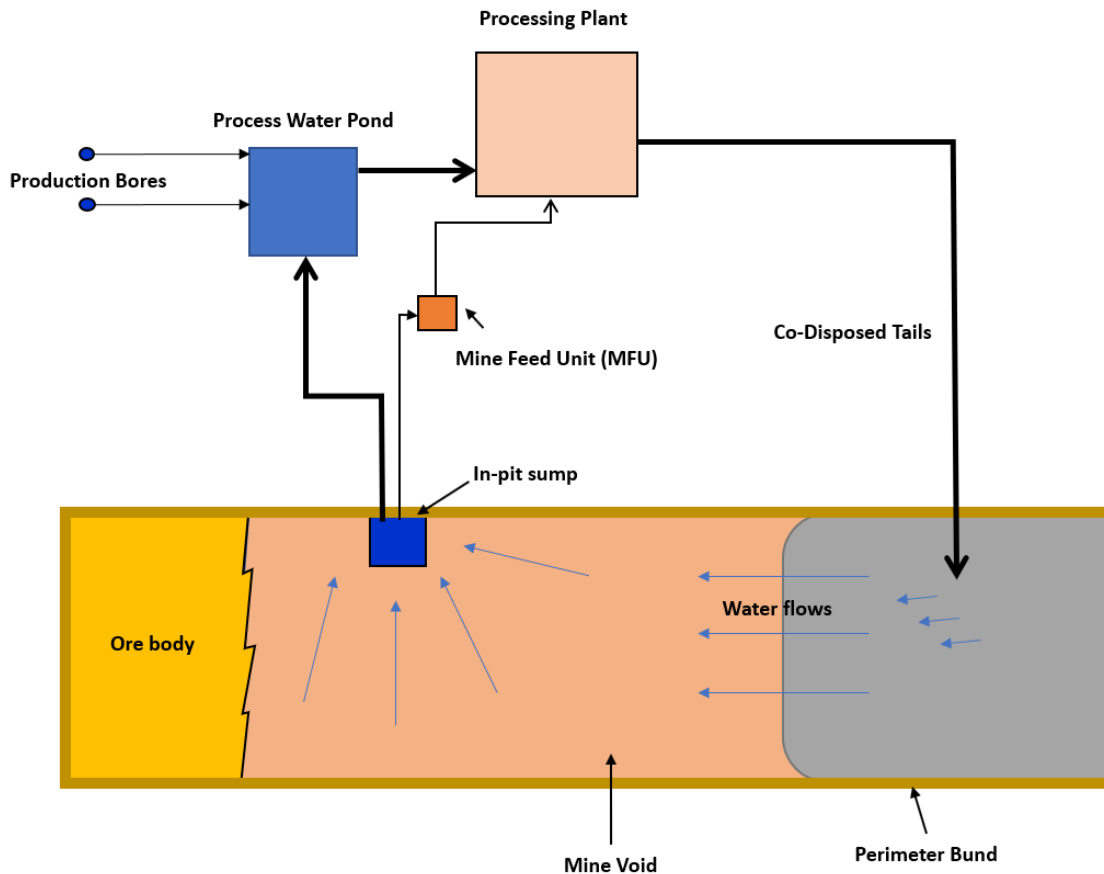 Processing Plant
Process Water Pond
Production Bores
Mine Feed Unit (MFU)
Co-Disposed Tails
In-pit sump
Water flows
Ore body
Mine Void
Perimeter Bund